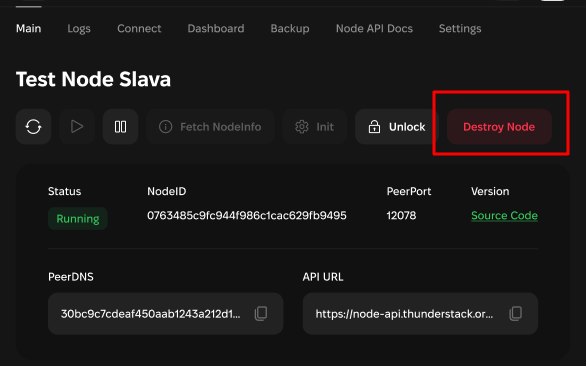 Main Logs Connect Dashboard Backup Node API Docs Settings
Test Node Slava
Fetch NodeInfo Init Unlock Destroy Node
Status NodeID PeerPort Version
Running 0763485c9fc944f986c1cac629fb9495 12078 Source Code
PeerDNS API URL
30bc9c7cdeaf450aab1243a212d1... https://node-api.thunderstack.or...